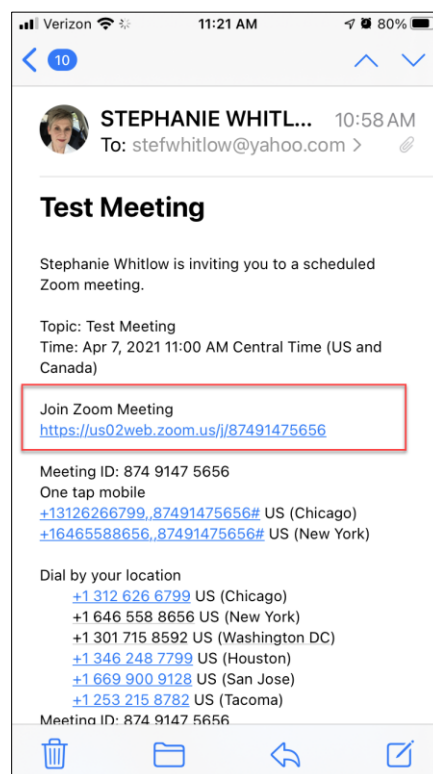 Verizon 11:21 AM 80%
10
STEPHANIE WHITL... 10:58 AM
To: stefwhitlow@yahoo.com >
Test Meeting
Stephanie Whitlow is inviting you to a scheduled
Zoom meeting.
Topic: Test Meeting
Time: Apr 7, 2021 11:00 AM Central Time (US and
Canada)
Join Zoom Meeting
https://us02web.zoom.us/j/87491475656
Meeting ID: 874 9147 5656
One tap mobile
+13126266799,,87491475656# US (Chicago)
+16465588656,,87491475656# US (New York)
Dial by your location
+1 312 626 6799 US (Chicago)
+1 646 558 8656 US (New York)
+1 301 715 8592 US (Washington DC)
+1 346 248 7799 US (Houston)
+1 669 900 9128 US (San Jose)
+1 253 215 8782 US (Tacoma)
Meeting ID: 874 9147 5656